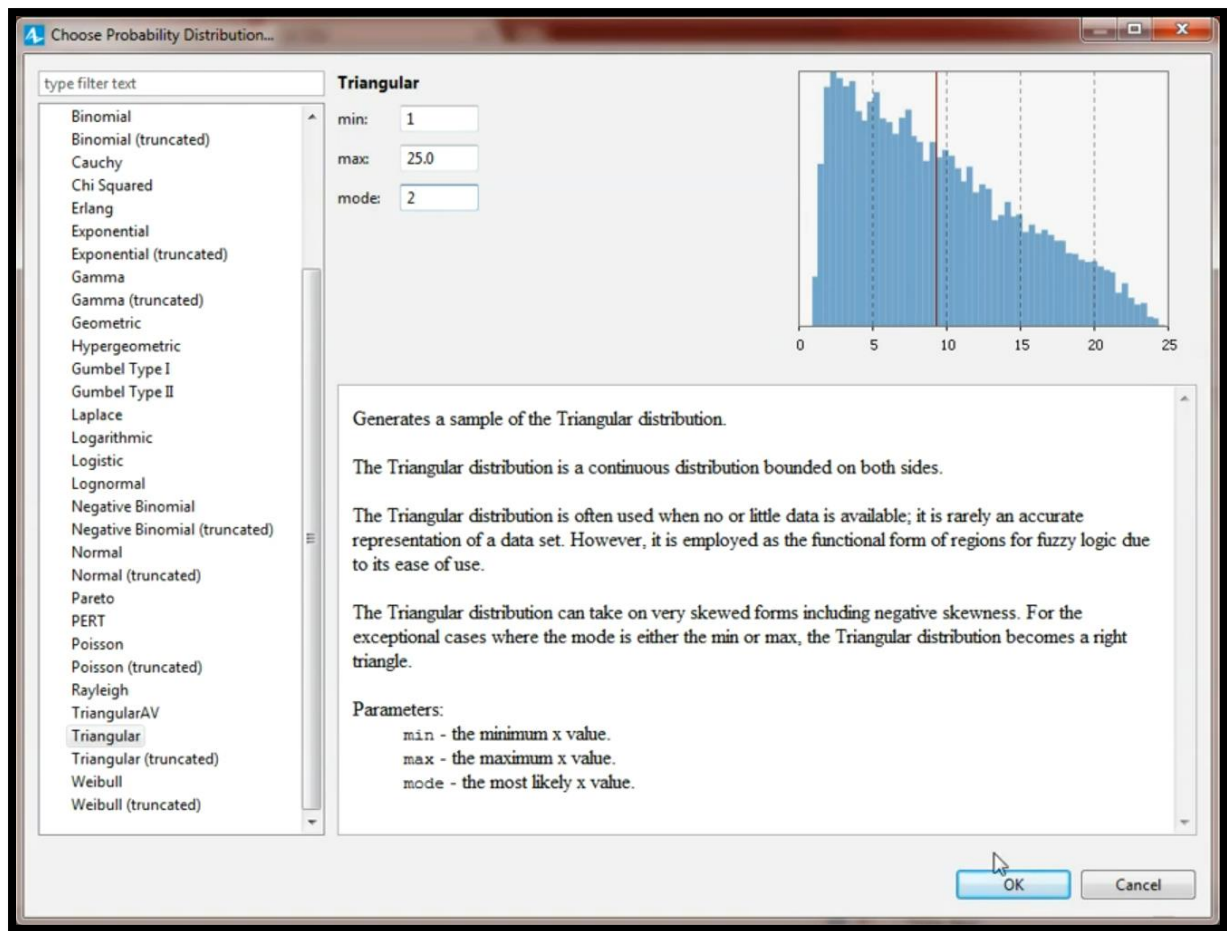 Choose Probability Distribution...
type filter text
Binomial
Binomial (truncated)
Cauchy
Chi Squared
Erlang
Exponential
Exponential (truncated)
Gamma
Gamma (truncated)
Geometric
Hypergeometric
Gumbel Type I
Gumbel Type II
Laplace
Logarithmic
Logistic
Lognormal
Negative Binomial
Negative Binomial (truncated)
Normal
Normal (truncated)
Pareto
PERT
Poisson
Poisson (truncated)
Rayleigh
TriangularAV
Triangular
Triangular (truncated)
Weibull
Weibull (truncated)
Triangular
min: 1
max: 25.0
mode: 2
0 5 10 15 20 25
Generates a sample of the Triangular distribution.
The Triangular distribution is a continuous distribution bounded on both sides.
The Triangular distribution is often used when no or little data is available; it is rarely an accurate
representation of a data set. However, it is employed as the functional form of regions for fuzzy logic due
to its ease of use.
The Triangular distribution can take on very skewed forms including negative skewness. For the
exceptional cases where the mode is either the min or max, the Triangular distribution becomes a right
triangle.
Parameters:
min - the minimum x value.
max - the maximum x value.
mode - the most likely x value.
OK Cancel